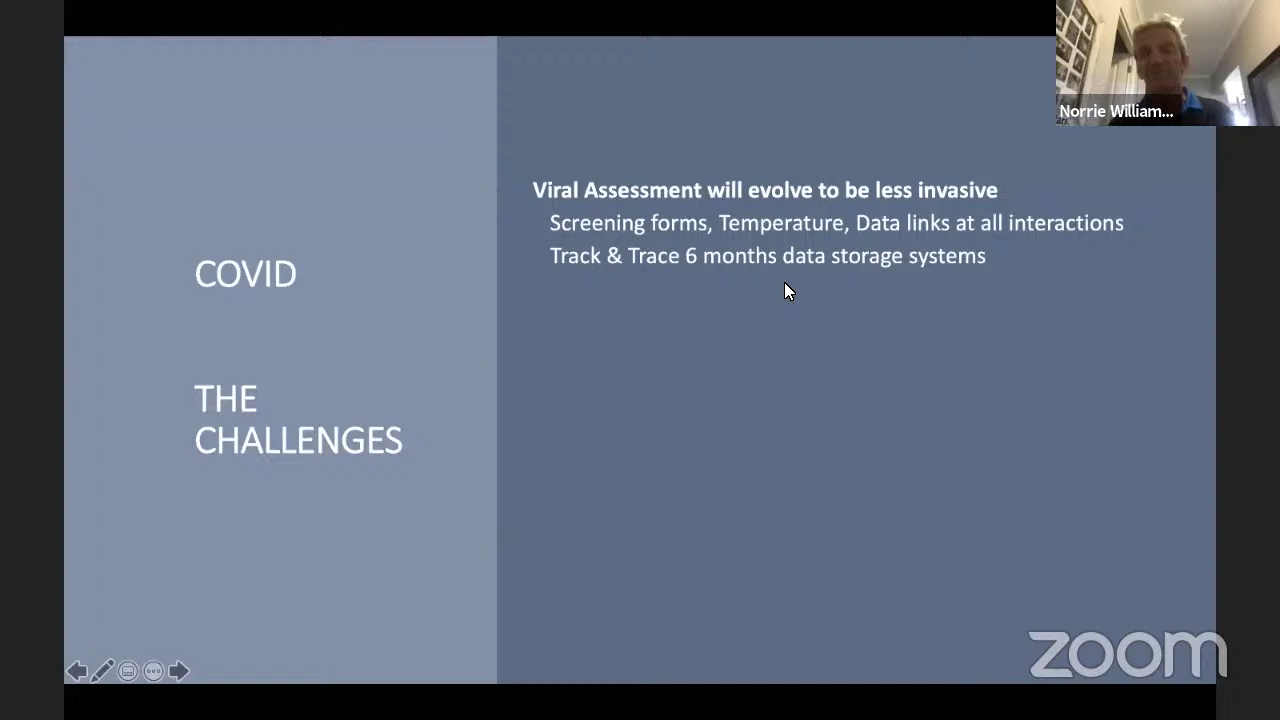 Norrie William...
Viral Assessment will evolve to be less invasive
Screening forms, Temperature, Data links at all interactions
Track & Trace 6 months data storage systems
COVID
THE
CHALLENGES
zoom